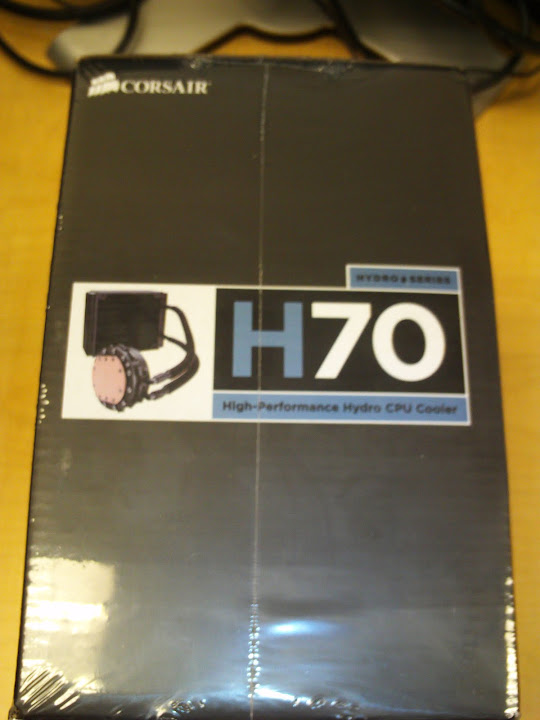 CORSAIR
HYDRO SERIES
H70
High-Performance Hydro CPU Cooler